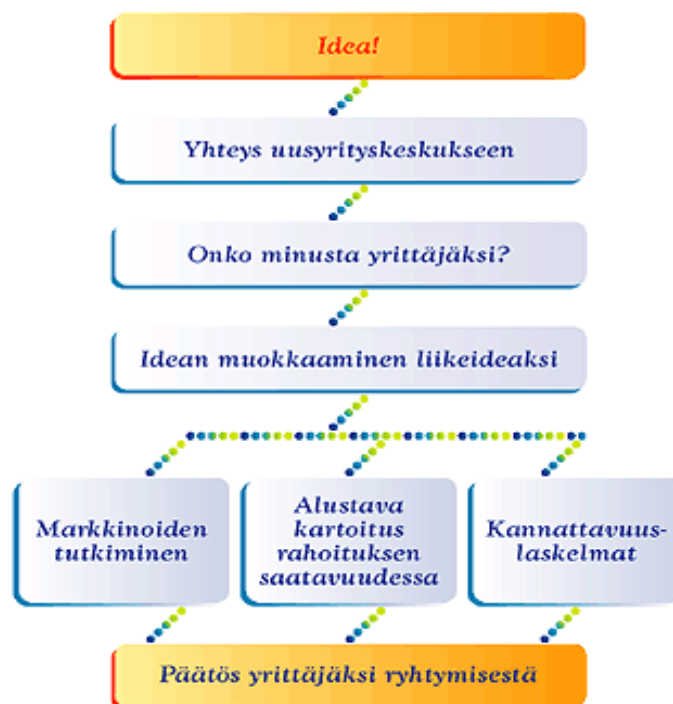 Idea!
Yhteys uusyrityskeskukseen
Onko minusta yrittäjäksi?
Idean muokkaaminen liikeideaksi
Markkinoiden
tutkiminen
Alustava
kartoitus
rahoituksen
saatavuudessa
Kannattavuus-
laskelmat
Päätös yrittäjäksi ryhtymisestä